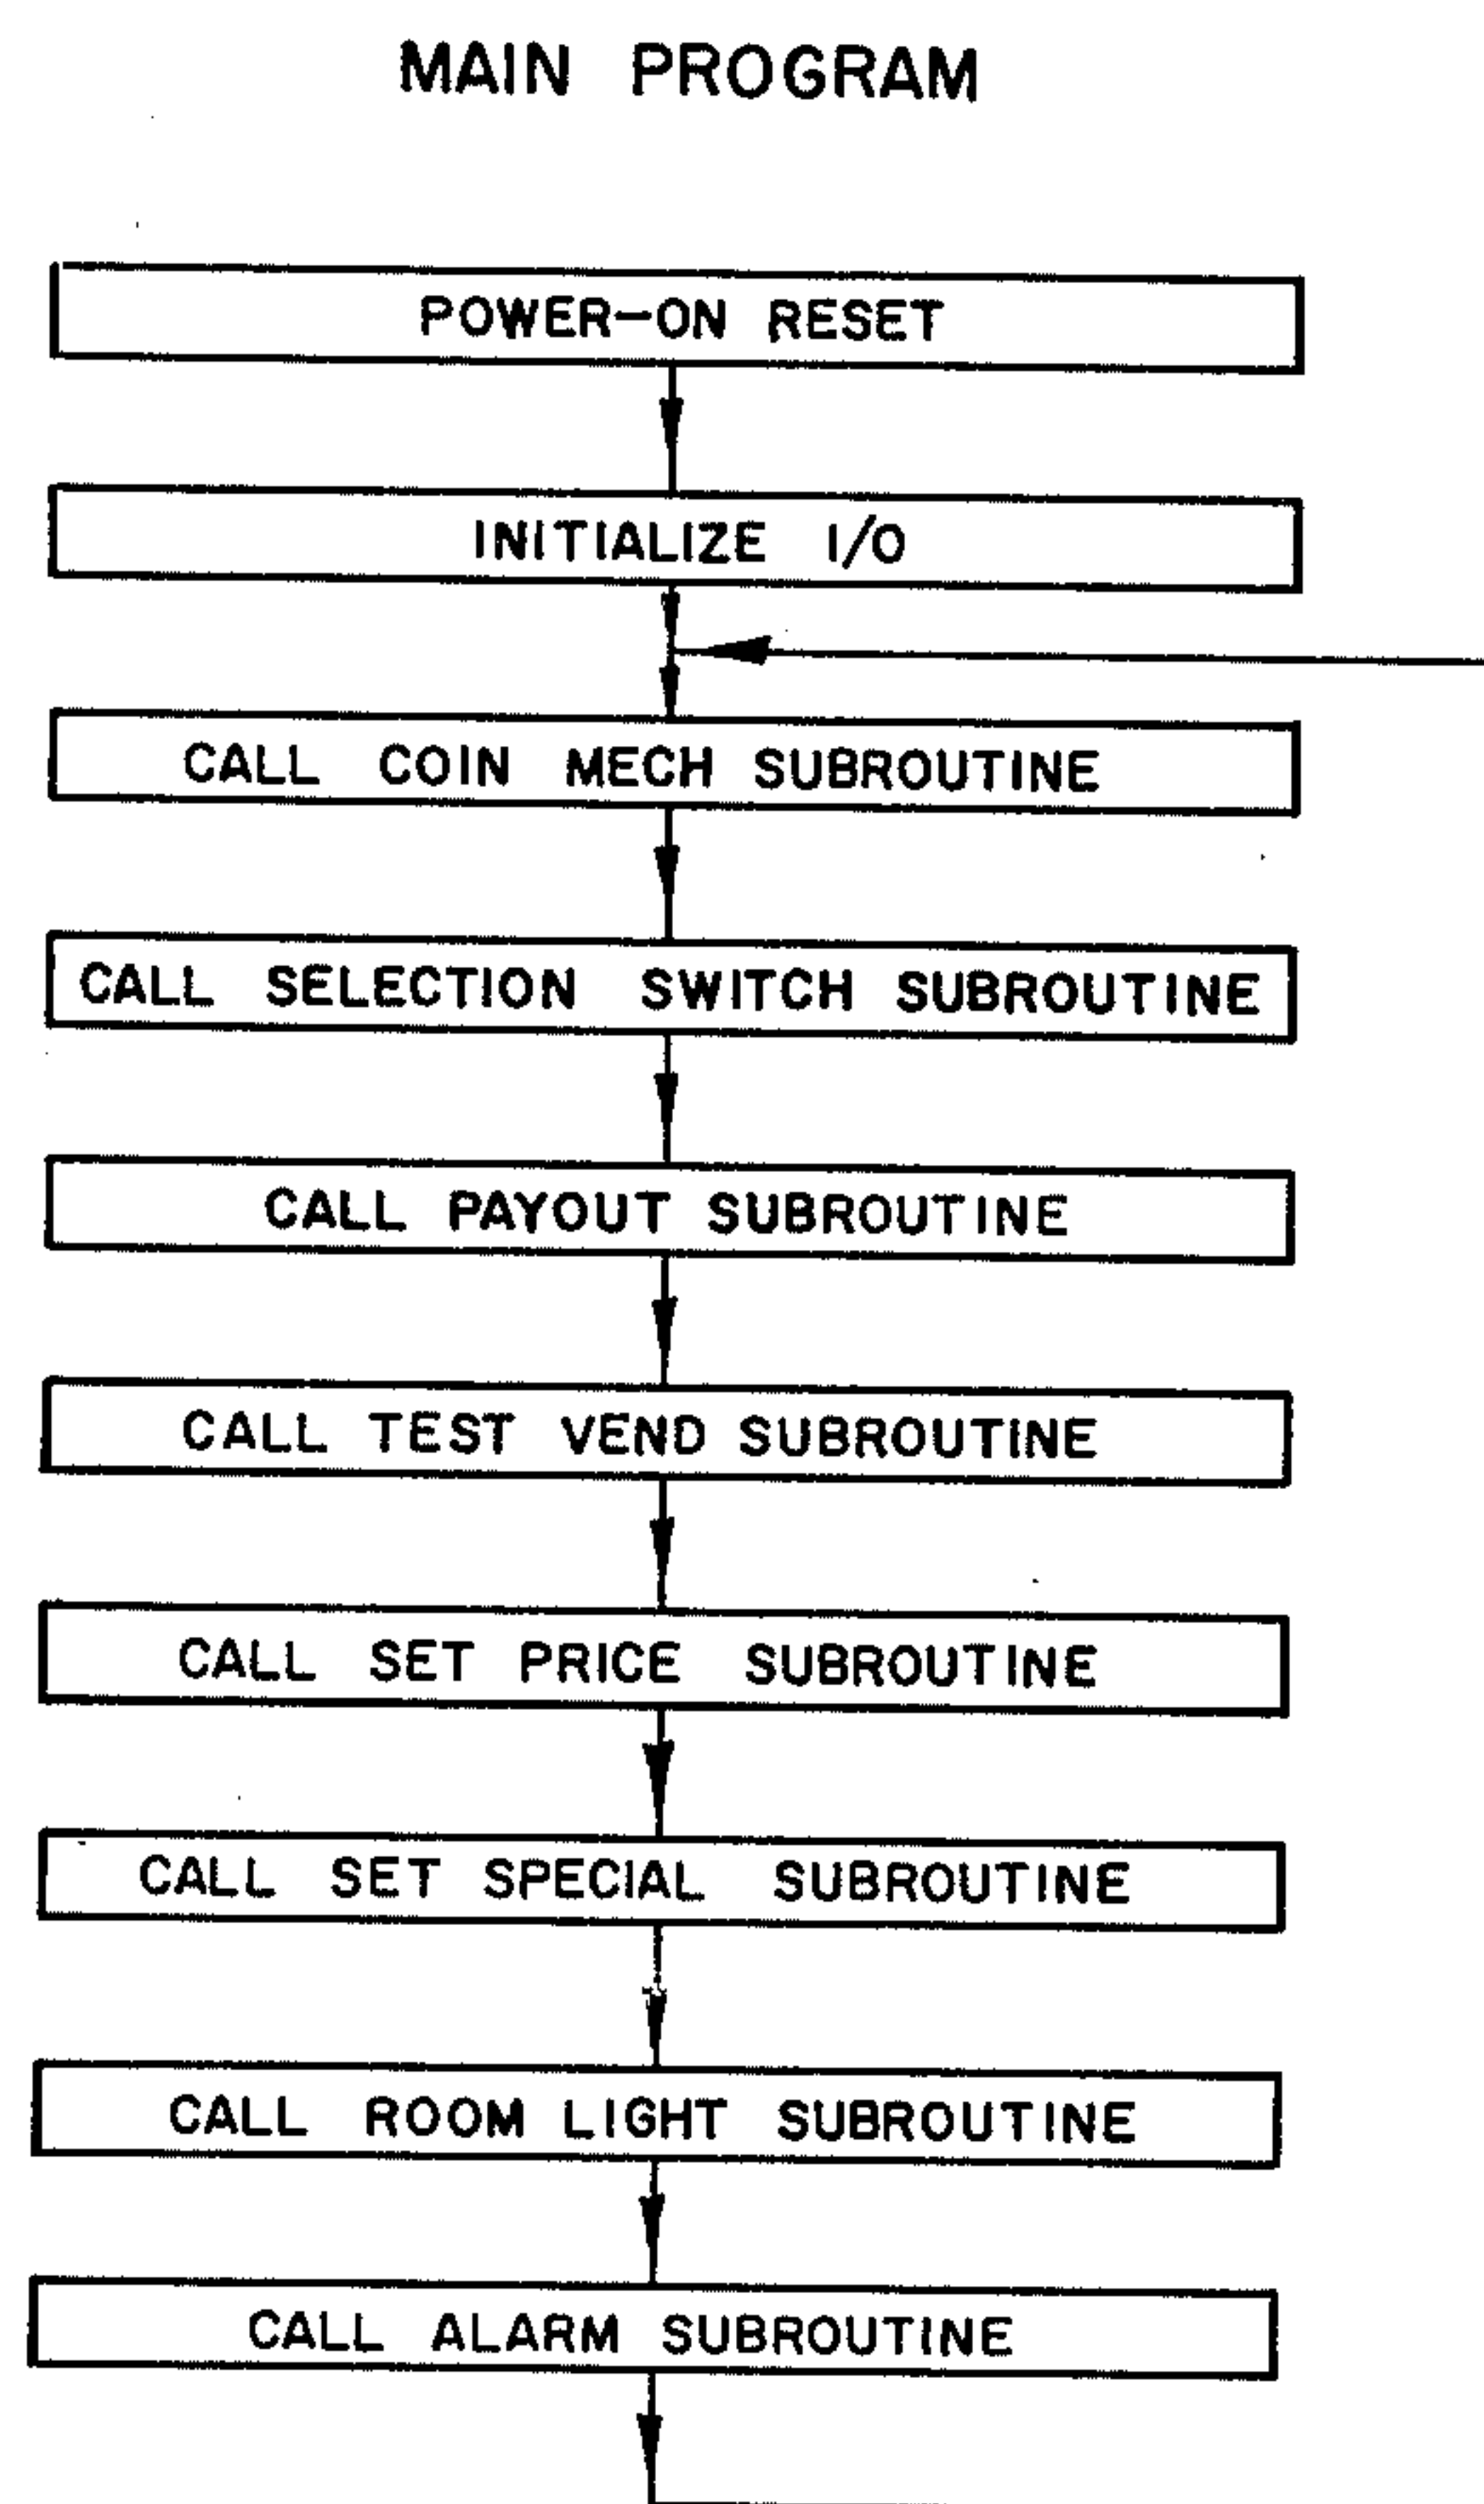 MAIN PROGRAM
POWER-ON RESET
INITIALIZE I/O
CALL COIN MECH SUBROUTINE
CALL SELECTION SWITCH SUBROUTINE
CALL PAYOUT SUBROUTINE
CALL TEST VEND SUBROUTINE
CALL SET PRICE SUBROUTINE
CALL SET SPECIAL SUBROUTINE
CALL ROOM LIGHT SUBROUTINE
CALL ALARM SUBROUTINE